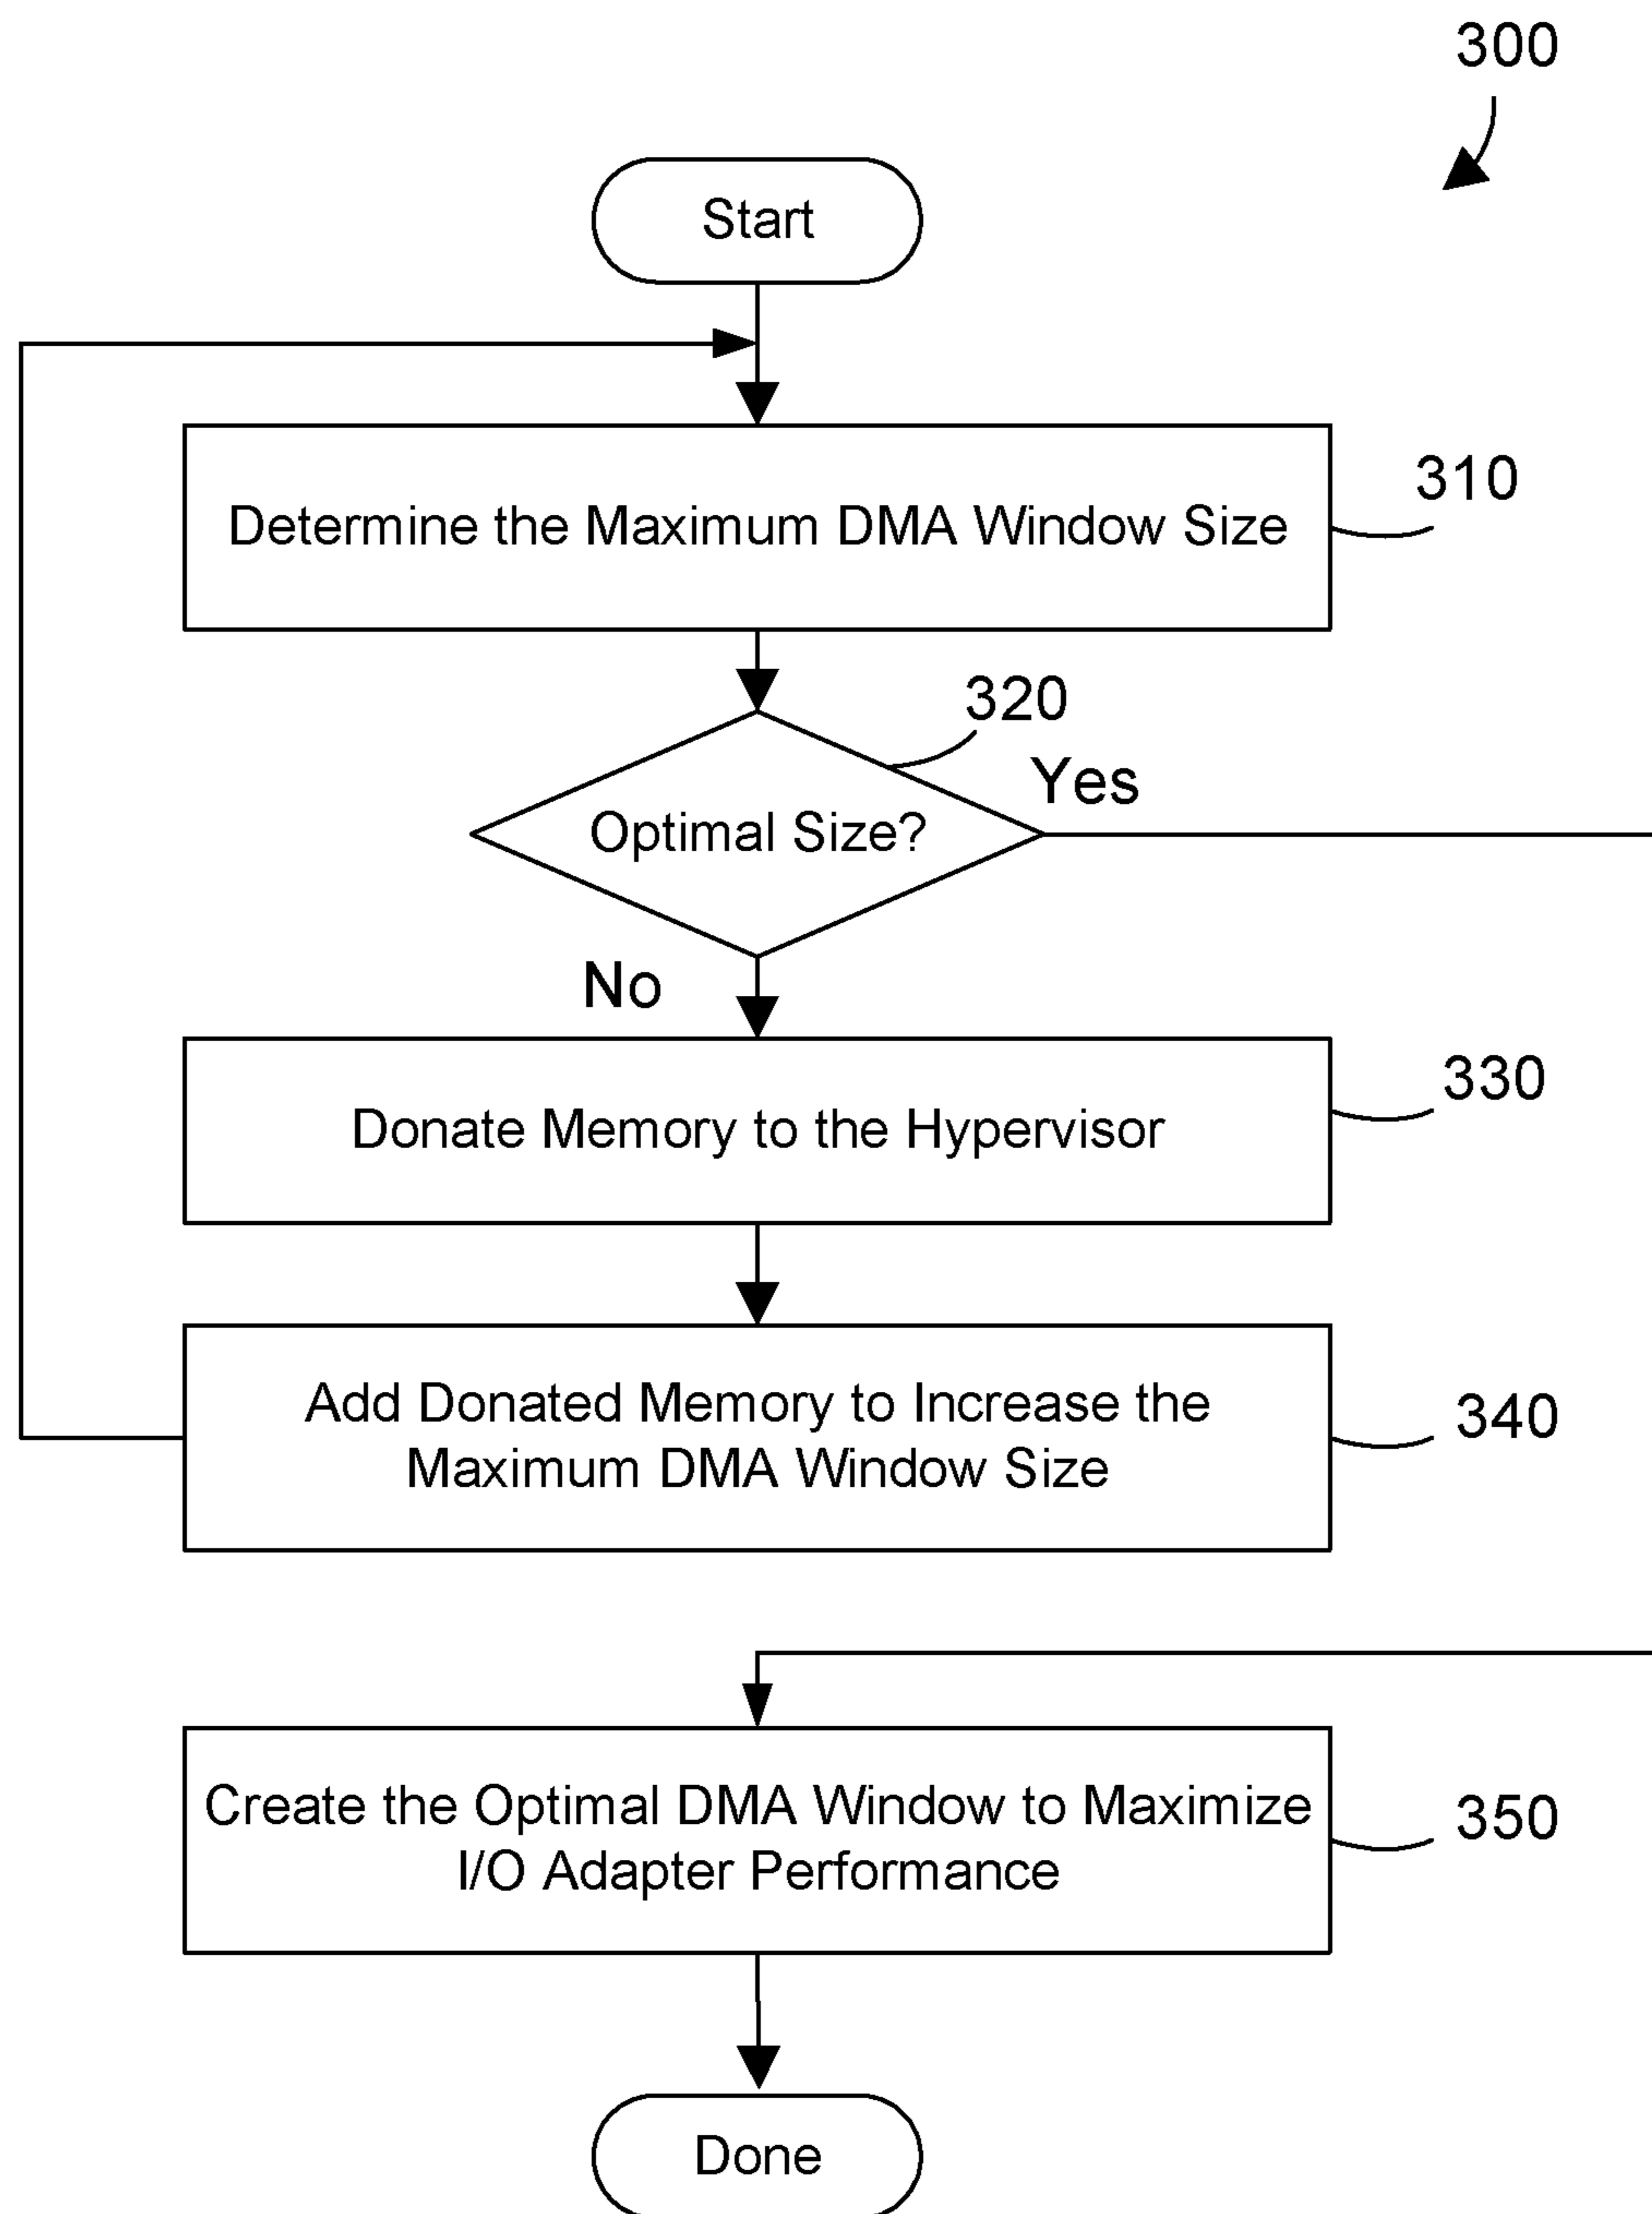 300
Start
Determine the Maximum DMA Window Size
310
320
Yes
Optimal Size?
No
Donate Memory to the Hypervisor
330
Add Donated Memory to Increase the
Maximum DMA Window Size
340
Create the Optimal DMA Window to Maximize
I/O Adapter Performance
350
Done